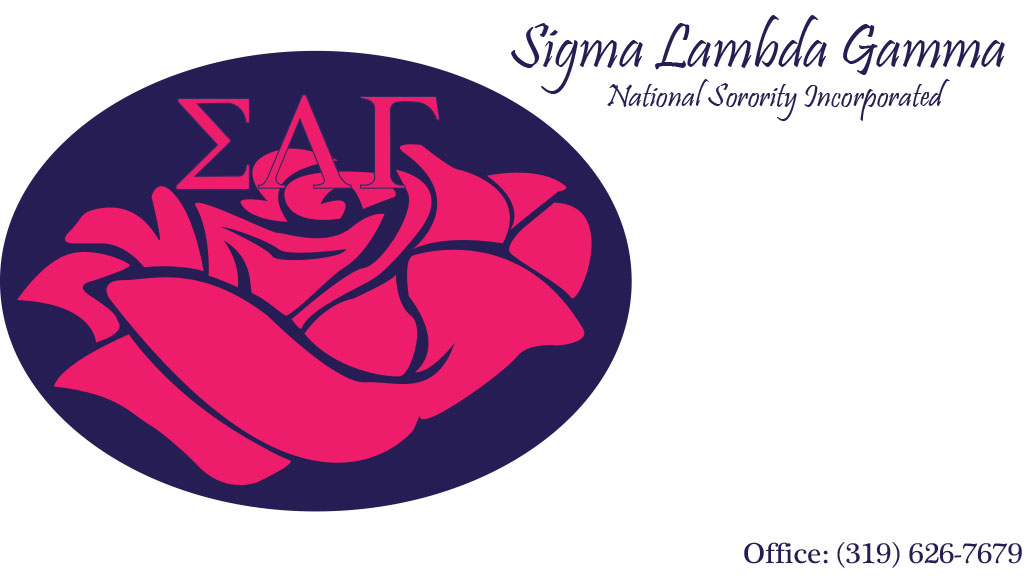 Sigma Lambda Gamma
National Sorority Incorporated
ΣΛΓ
Office: (319) 626-7679